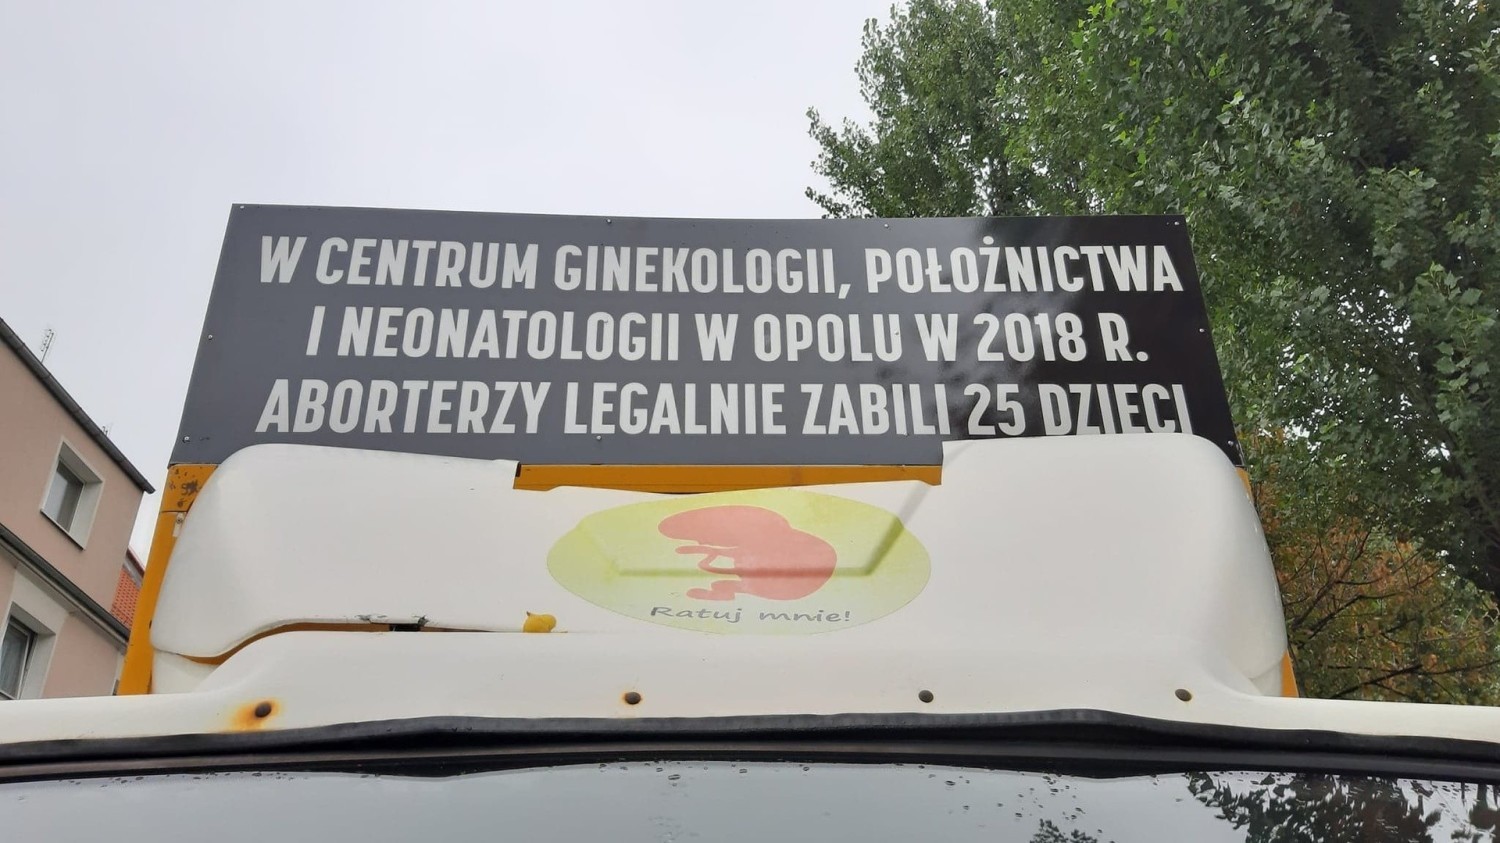 W CENTRUM GINEKOLOGII, POŁOŻNICTWA
I NEONATOLOGII W OPOLU W 2018 R.
ABORTERZY LEGALNIE ZABILI 25 DZIECI
Ratuj mnie!